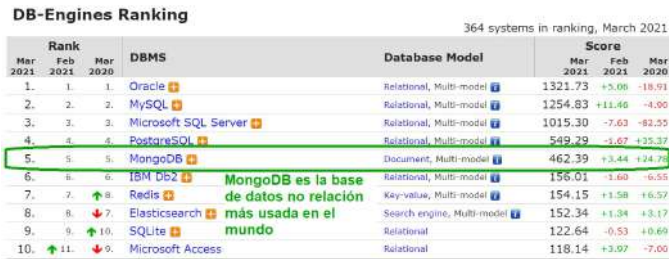 DB-Engines Ranking
364 systems in ranking, March 2021
Rank Score
Mar 2021 Feb 2021 Mar 2020 DBMS Database Model Mar 2021 Feb 2021 Mar 2020
1. 1. 1. Oracle Relational, Multi-model 1321.73 +5.06 -18.91
2. 2. 2. MySQL Relational, Multi-model 1254.83 +11.46 -4.90
3. 3. 3. Microsoft SQL Server Relational, Multi-model 1015.30 -7.63 -82.55
4. 4. 4. PostgreSQL Relational, Multi-model 549.29 -1.67 +35.37
5. 5. 5. MongoDB Document, Multi-model 462.39 +3.44 +24.78
6. 6. 6. IBM Db2 Relational, Multi-model 156.01 -1.60 -6.55
7. 7. 8. Redis Key-value, Multi-model 154.15 +1.58 +6.57
8. 8. 7. Elasticsearch Search engine, Multi-model 152.34 +1.34 +3.17
9. 9. 10. SQLite Relational 122.64 -0.53 +0.69
10. 11. 9. Microsoft Access Relational 118.14 +3.97 -7.00
MongoDB es la base
de datos no relación
más usada en el
mundo